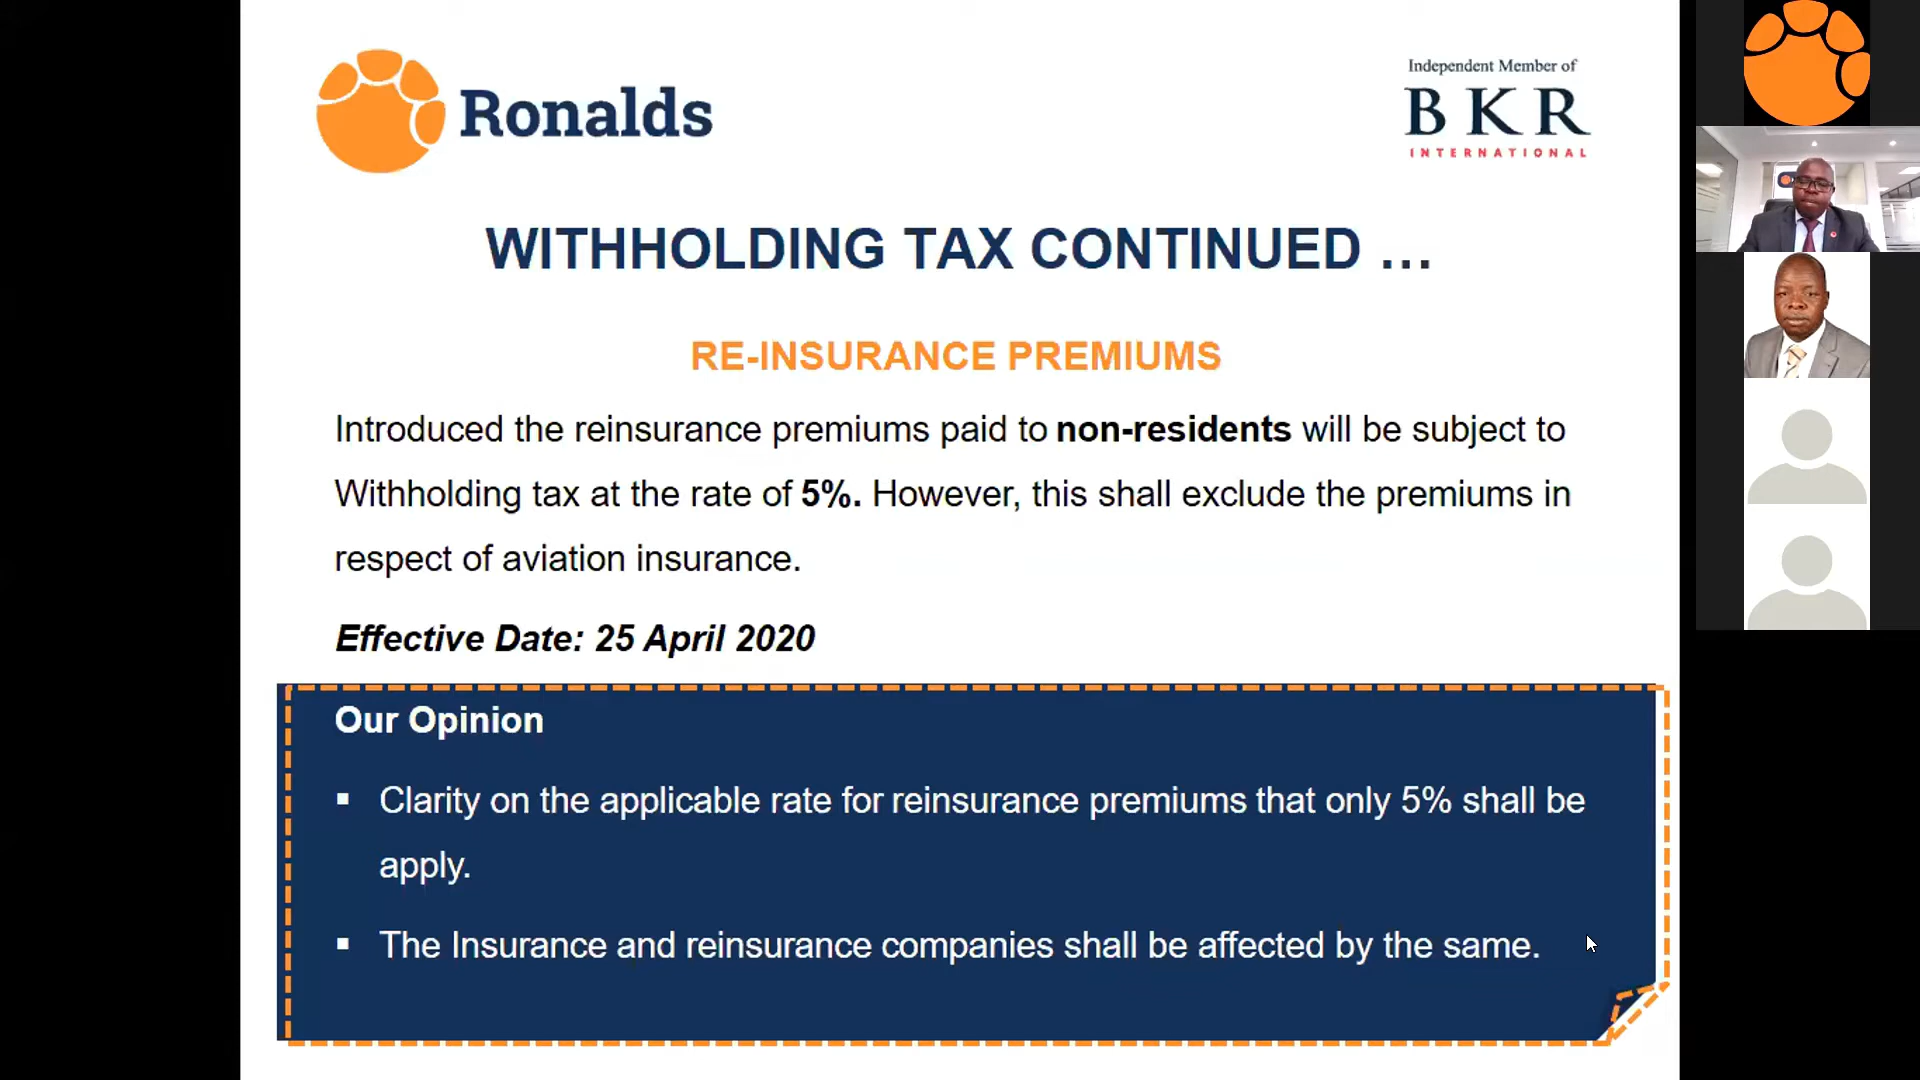 Ronalds
Independent Member of
BKR
INTERNATIONAL
WITHHOLDING TAX CONTINUED ...
RE-INSURANCE PREMIUMS
Introduced the reinsurance premiums paid to non-residents will be subject to
Withholding tax at the rate of 5%. However, this shall exclude the premiums in
respect of aviation insurance.
Effective Date: 25 April 2020
Our Opinion
▪ Clarity on the applicable rate for reinsurance premiums that only 5% shall be
apply.
▪ The Insurance and reinsurance companies shall be affected by the same.